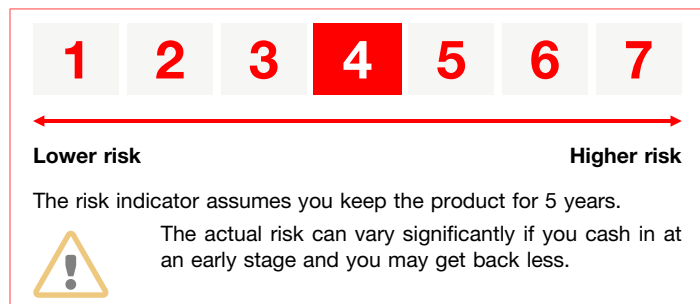 1 2 3 4 5 6 7
Lower risk Higher risk
The risk indicator assumes you keep the product for 5 years.
The actual risk can vary significantly if you cash in at
an early stage and you may get back less.